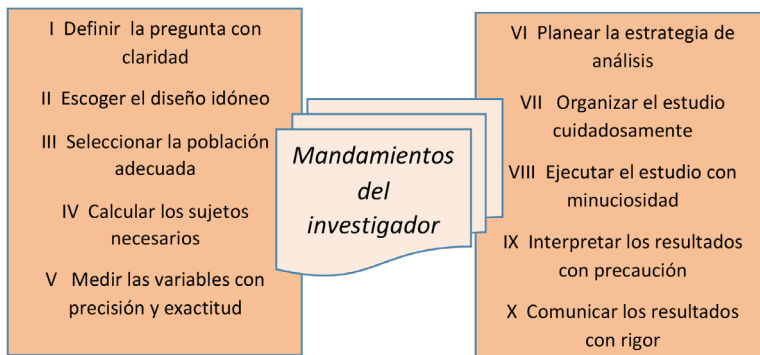 I Definir la pregunta con
claridad
II Escoger el diseño idóneo
III Seleccionar la población
adecuada
IV Calcular los sujetos
necesarios
V Medir las variables con
precisión y exactitud
Mandamientos
del
investigador
VI Planear la estrategia de
análisis
VII Organizar el estudio
cuidadosamente
VIII Ejecutar el estudio con
minuciosidad
IX Interpretar los resultados
con precaución
X Comunicar los resultados
con rigor